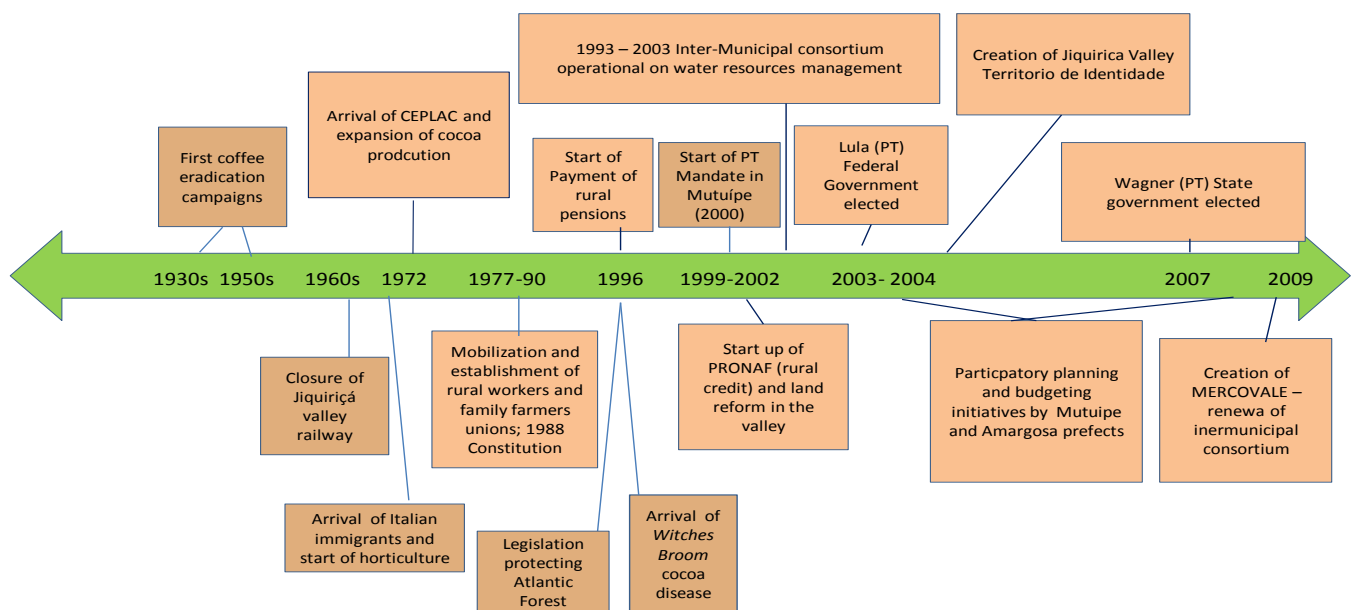 1993 – 2003 Inter-Municipal consortium
operational on water resources management
Creation of Jiquirica Valley
Territorio de Identidade
Arrival of CEPLAC and
expansion of cocoa
prodcution
First coffee
eradication
campaigns
Start of
Payment of
rural
pensions
Start of PT
Mandate in
Mutuípe
(2000)
Lula (PT)
Federal
Government
elected
Wagner (PT) State
government elected
1930s 1950s 1960s 1972 1977-90 1996 1999-2002 2003- 2004 2007 2009
Closure of
Jiquiriçá
valley
railway
Mobilization and
establishment of
rural workers and
family farmers
unions; 1988
Constitution
Start up of
PRONAF (rural
credit) and land
reform in the
valley
Particpatory planning
and budgeting
initiatives by Mutuipe
and Amargosa prefects
Creation of
MERCOVALE –
renewa of
inermunicipal
consortium
Arrival of Italian
immigrants and
start of horticulture
Legislation
protecting
Atlantic
Forest
Arrival of
Witches
Broom
cocoa
disease